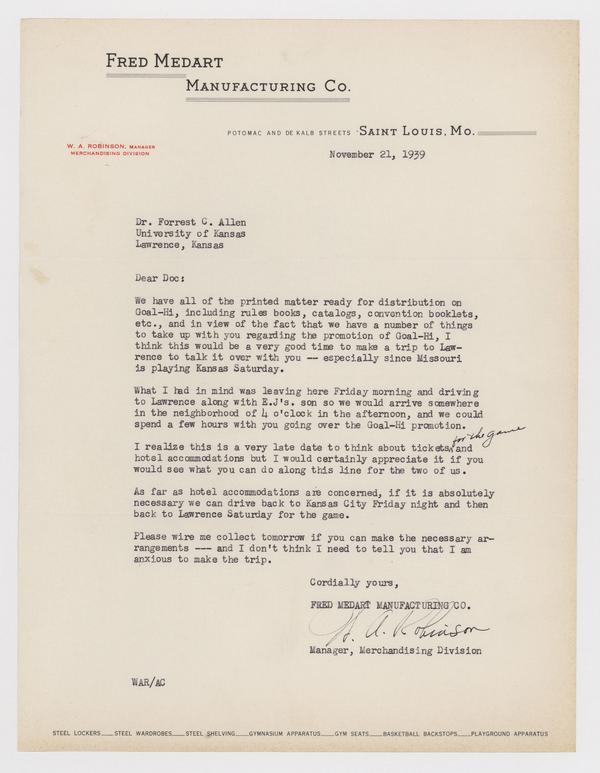 FRED MEDART
MANUFACTURING CO.
POTOMAC AND DE KALB STREETS · SAINT LOUIS, MO.
W. A. ROBINSON, MANAGER
MERCHANDISING DIVISION
November 21, 1939
Dr. Forrest C. Allen
University of Kansas
Lawrence, Kansas
Dear Doc:
We have all of the printed matter ready for distribution on
Goal-Hi, including rules books, catalogs, convention booklets,
etc., and in view of the fact that we have a number of things
to take up with you regarding the promotion of Goal-Hi, I
think this would be a very good time to make a trip to Law-
rence to talk it over with you -- especially since Missouri
is playing Kansas Saturday.
What I had in mind was leaving here Friday morning and driving
to Lawrence along with E.J's. son so we would arrive somewhere
in the neighborhood of 4 o'clock in the afternoon, and we could
spend a few hours with you going over the Goal-Hi promotion.
for the game
I realize this is a very late date to think about tickets and
hotel accommodations but I would certainly appreciate it if you
would see what you can do along this line for the two of us.
As far as hotel accommodations are concerned, if it is absolutely
necessary we can drive back to Kansas City Friday night and then
back to Lawrence Saturday for the game.
Please wire me collect tomorrow if you can make the necessary ar-
rangements --- and I don't think I need to tell you that I am
anxious to make the trip.
Cordially yours,
FRED MEDART MANUFACTURING CO.
W. A. Robinson
Manager, Merchandising Division
WAR/AC
STEEL LOCKERS___STEEL WARDROBES___STEEL SHELVING___GYMNASIUM APPARATUS___GYM SEATS___BASKETBALL BACKSTOPS___PLAYGROUND APPARATUS